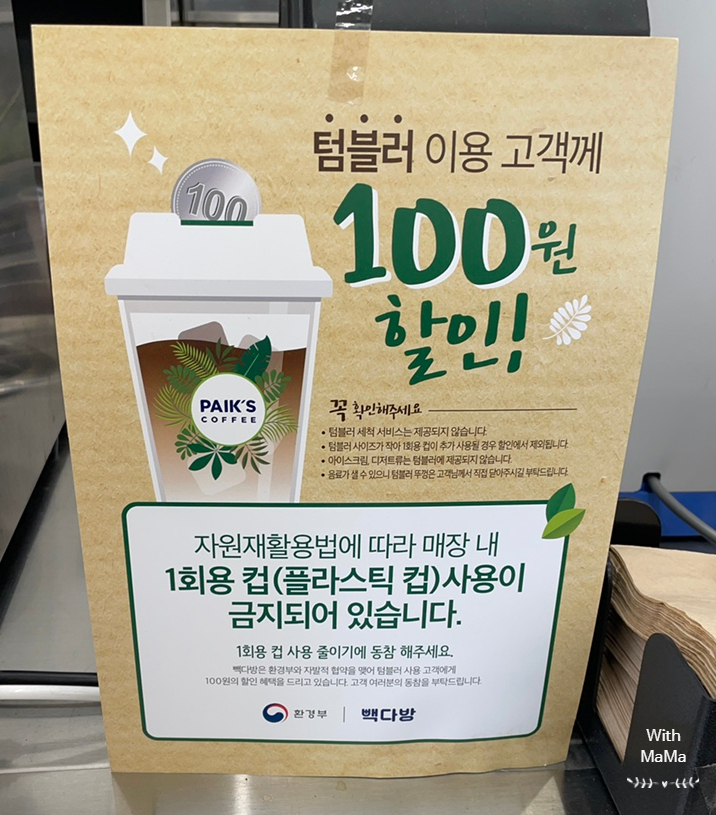 텀블러 이용 고객께
100원
할인!
100
PAIK'S
COFFEE
꼭 확인해주세요
• 텀블러 세척 서비스는 제공되지 않습니다.
• 텀블러 사이즈가 작아 1회용 컵이 추가 사용될 경우 할인에서 제외됩니다.
• 아이스크림, 디저트류는 텀블러에 제공되지 않습니다.
• 음료가 샐 수 있으니 텀블러 뚜껑은 고객님께서 직접 닫아주시길 부탁드립니다.
자원재활용법에 따라 매장 내
1회용 컵(플라스틱 컵)사용이
금지되어 있습니다.
1회용 컵 사용 줄이기에 동참 해주세요.
빽다방은 환경부와 자발적 협약을 맺어 텀블러 사용 고객에게
100원의 할인 혜택을 드리고 있습니다. 고객 여러분의 동참을 부탁드립니다.
환경부 | 빽다방
With
MaMa